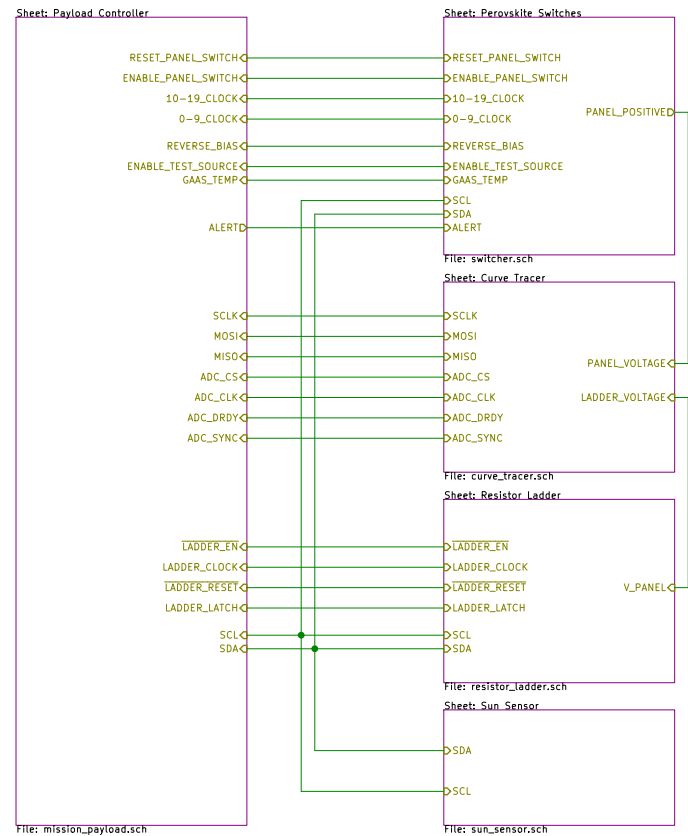 Sheet: Payload Controller
RESET_PANEL_SWITCH
ENABLE_PANEL_SWITCH
10-19_CLOCK
0-9_CLOCK
REVERSE_BIAS
ENABLE_TEST_SOURCE
GAAS_TEMP
ALERT
SCLK
MOSI
MISO
ADC_CS
ADC_CLK
ADC_DRDY
ADC_SYNC
LADDER_EN
LADDER_CLOCK
LADDER_RESET
LADDER_LATCH
SCL
SDA
File: mission_payload.sch
Sheet: Perovskite Switches
RESET_PANEL_SWITCH
ENABLE_PANEL_SWITCH
10-19_CLOCK
0-9_CLOCK
REVERSE_BIAS
ENABLE_TEST_SOURCE
GAAS_TEMP
SCL
SDA
ALERT
PANEL_POSITIVE
File: switcher.sch
Sheet: Curve Tracer
SCLK
MOSI
MISO
ADC_CS
ADC_CLK
ADC_DRDY
ADC_SYNC
PANEL_VOLTAGE
LADDER_VOLTAGE
File: curve_tracer.sch
Sheet: Resistor Ladder
LADDER_EN
LADDER_CLOCK
LADDER_RESET
LADDER_LATCH
SCL
SDA
V_PANEL
File: resistor_ladder.sch
Sheet: Sun Sensor
SDA
SCL
File: sun_sensor.sch